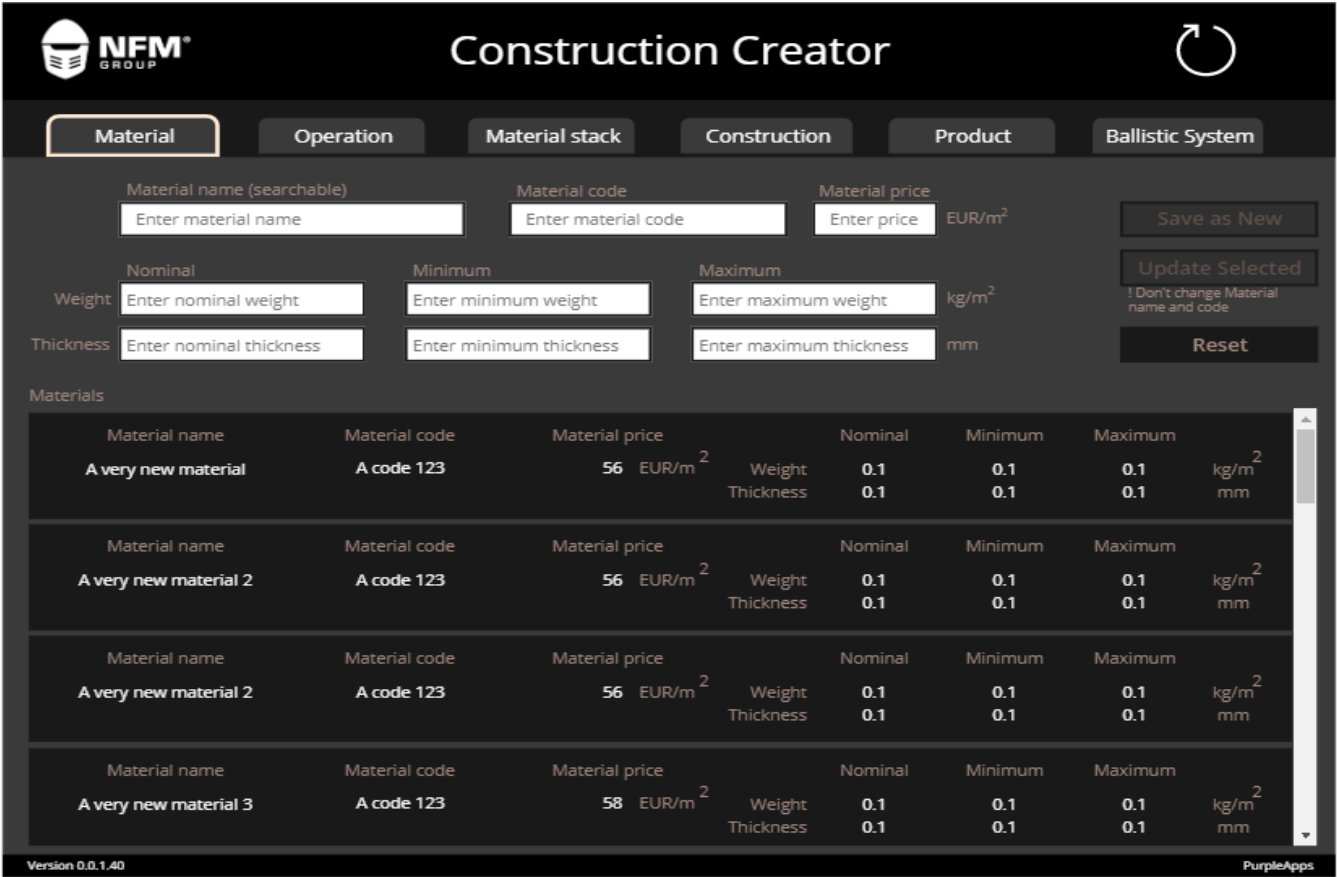 NFM®
GROUP
Construction Creator
Material Operation Material stack Construction Product Ballistic System
Material name (searchable) Material code Material price
Enter material name Enter material code Enter price EUR/m² Save as New
Nominal Minimum Maximum Update Selected
Weight Enter nominal weight Enter minimum weight Enter maximum weight kg/m²
! Don't change Material
name and code
Thickness Enter nominal thickness Enter minimum thickness Enter maximum thickness mm Reset
Materials
Material name Material code Material price Nominal Minimum Maximum
A very new material A code 123 56 EUR/m² Weight 0.1 0.1 0.1 kg/m²
Thickness 0.1 0.1 0.1 mm
Material name Material code Material price Nominal Minimum Maximum
A very new material 2 A code 123 56 EUR/m² Weight 0.1 0.1 0.1 kg/m²
Thickness 0.1 0.1 0.1 mm
Material name Material code Material price Nominal Minimum Maximum
A very new material 2 A code 123 56 EUR/m² Weight 0.1 0.1 0.1 kg/m²
Thickness 0.1 0.1 0.1 mm
Material name Material code Material price Nominal Minimum Maximum
A very new material 3 A code 123 58 EUR/m² Weight 0.1 0.1 0.1 kg/m²
Thickness 0.1 0.1 0.1 mm
Version 0.0.1.40 PurpleApps